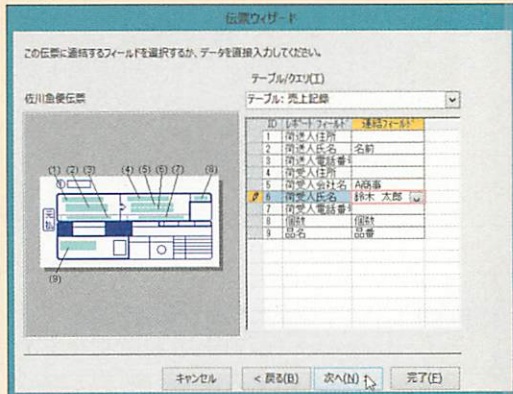 伝票ウィザード
この伝票に連結するフィールドを選択するか、データを直接入力してください。
テーブル/クエリ(T)
佐川急便伝票
テーブル: 売上記録
ID レポートフィールド 連結フィールド
1 荷送人住所
2 荷送人氏名 名前
3 荷送人電話番号
4 荷受人住所
5 荷受人会社名 A商事
6 荷受人氏名 鈴木 太郎
7 荷受人電話番号
8 個数 個数
9 品名 品番
(1) (2) (3) (4) (5) (6) (7) (8)
元払
(9)
キャンセル < 戻る(B) 次へ(N) > 完了(F)